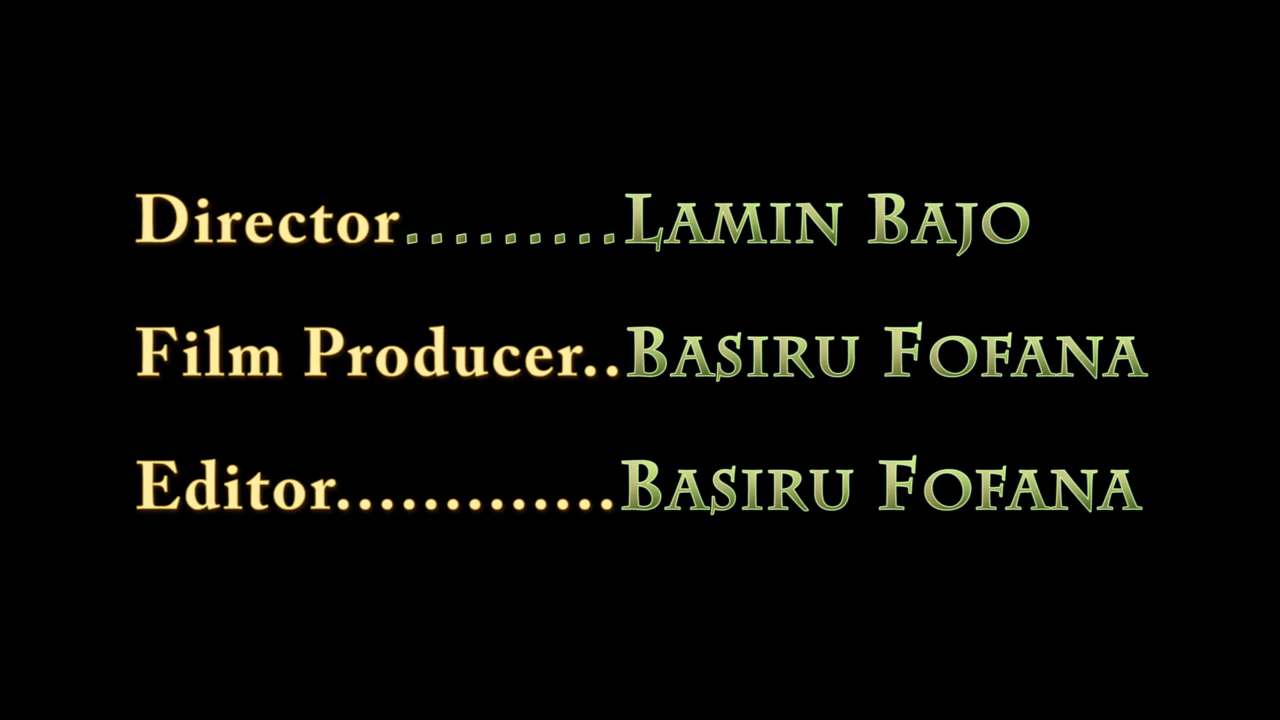 Director.........Lamin Bajo
Film Producer..Basiru Fofana
Editor.............Basiru Fofana